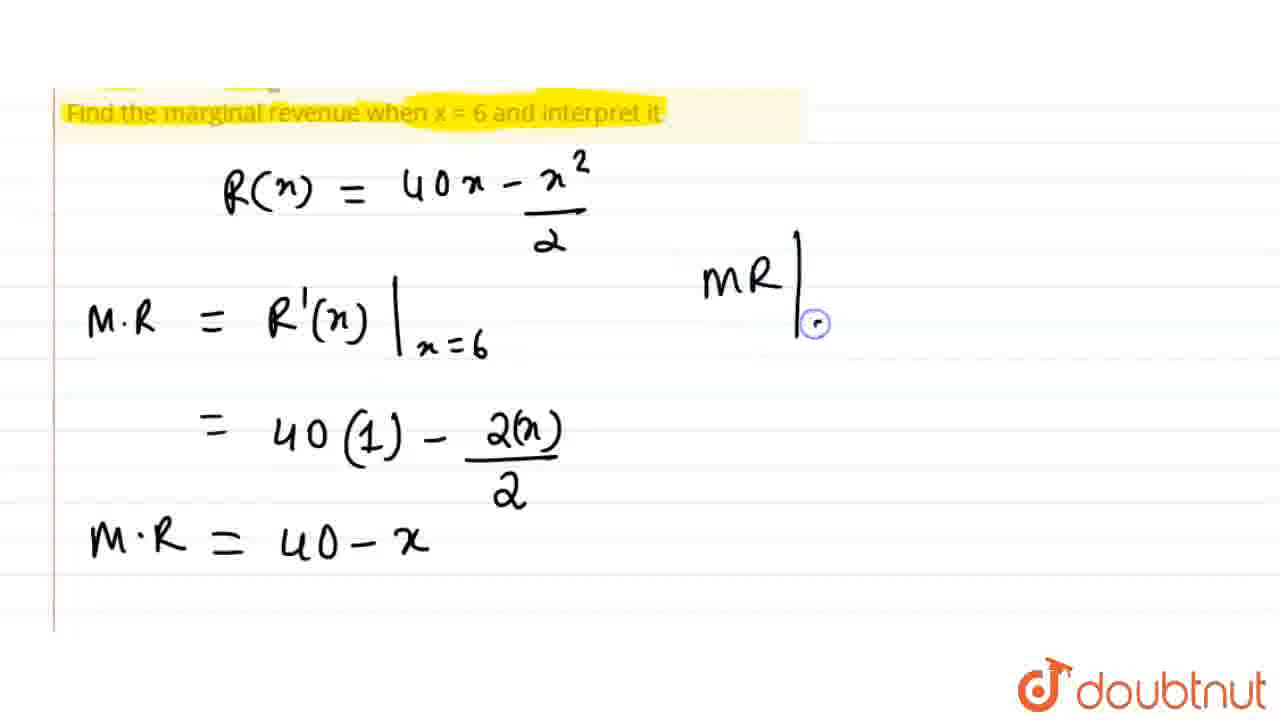 Find the marginal revenue when x = 6 and interpret it
R(x) = 40x - x²/2
MR|
M.R = R'(x)|x=6
= 40(1) - 2(x)/2
M.R = 40 - x
doubtnut